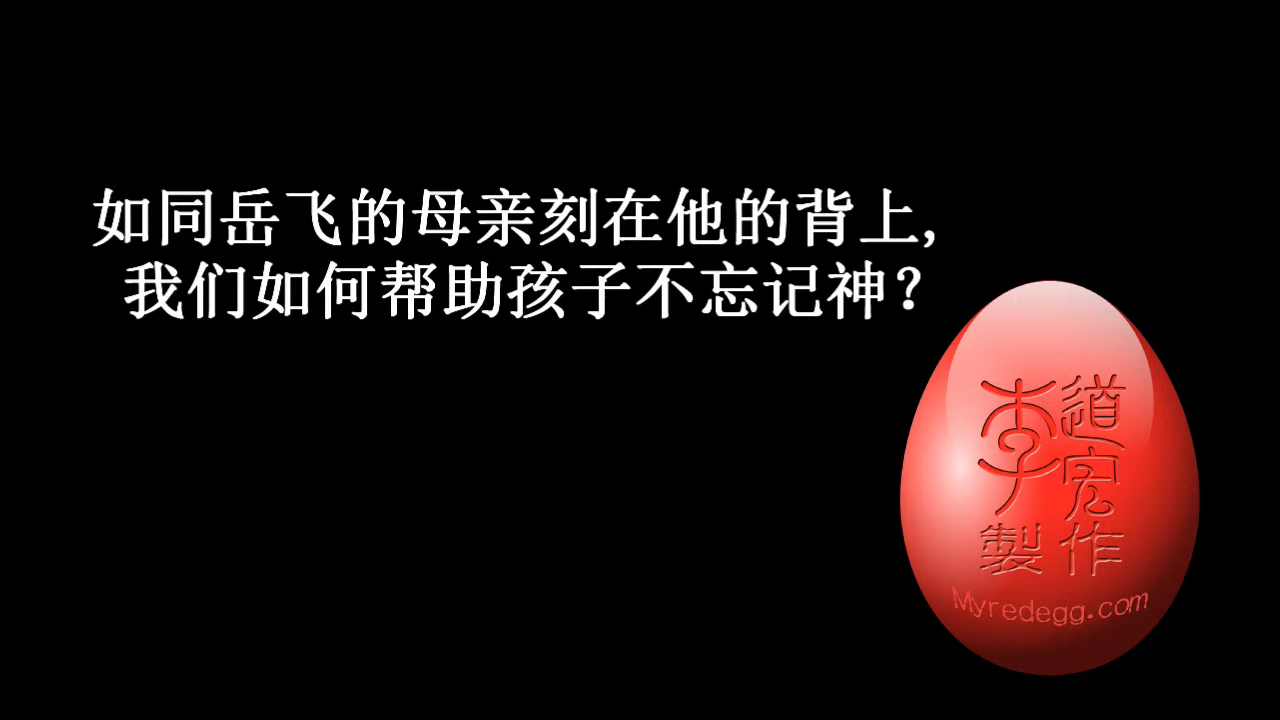 如同岳飞的母亲刻在他的背上,
我们如何帮助孩子不忘记神?
李道宏
製作
Myredegg.com